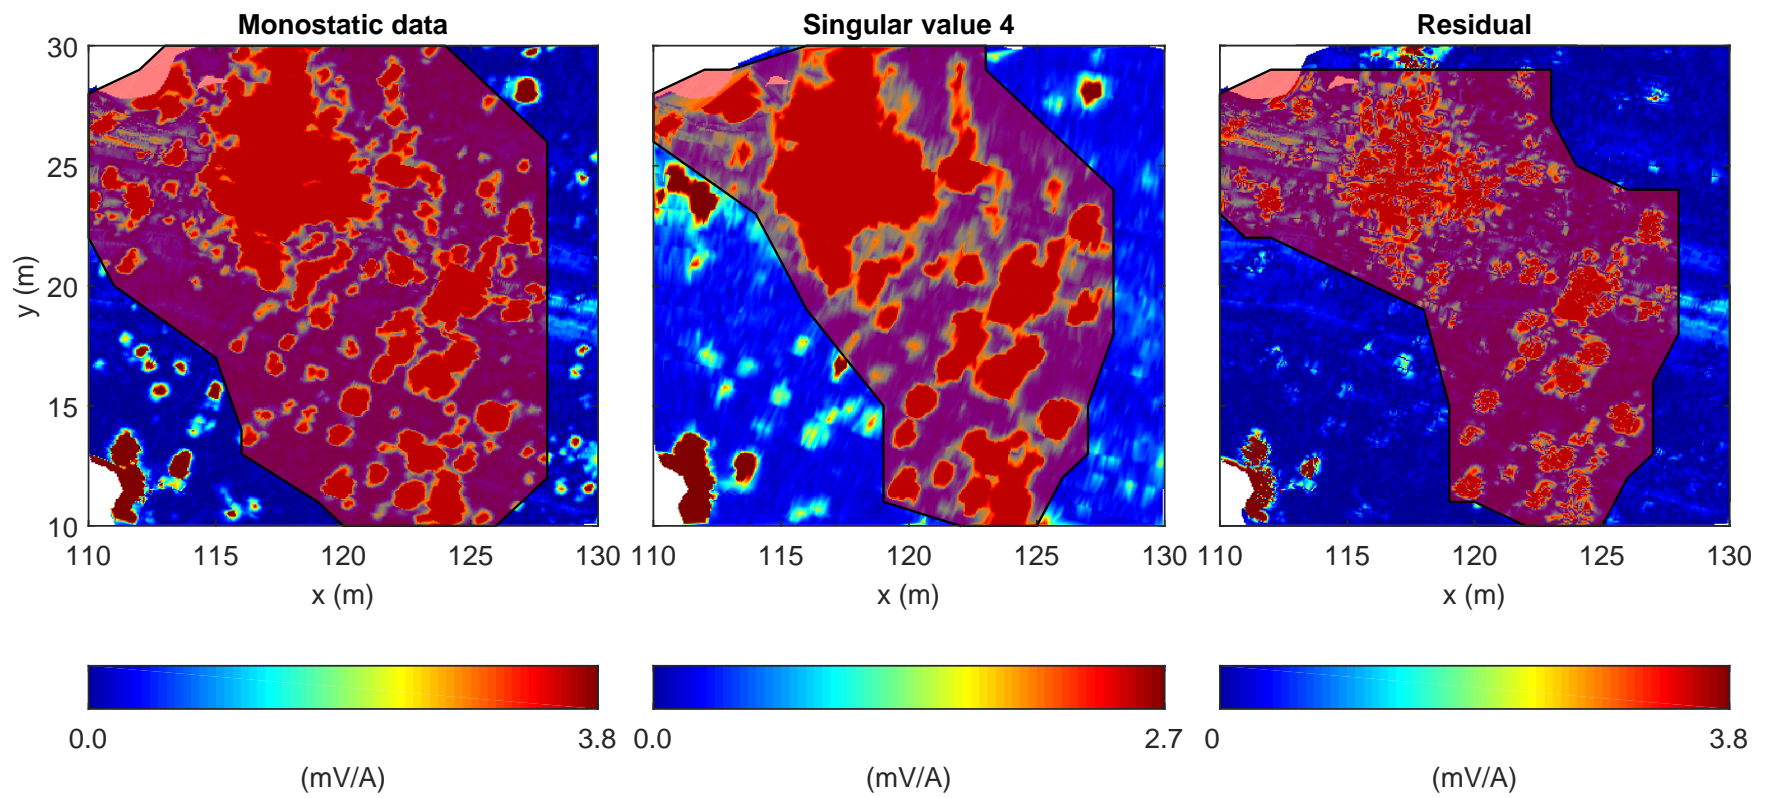 Monostatic data
Singular value 4
Residual
y (m)
30
25
20
15
10
110 115 120 125 130
110 115 120 125 130
110 115 120 125 130
x (m)
x (m)
x (m)
0.0 3.8
0.0 2.7
0 3.8
(mV/A)
(mV/A)
(mV/A)